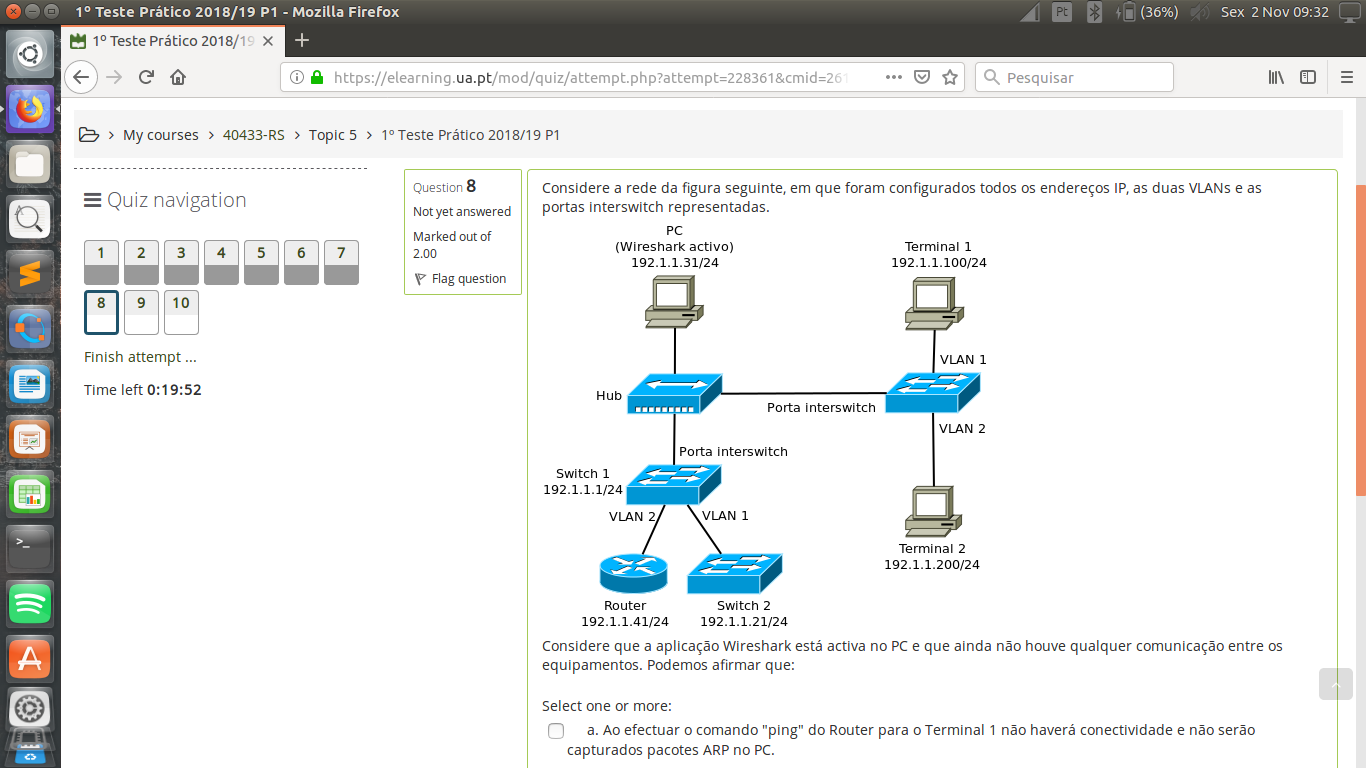 1º Teste Prático 2018/19 P1 - Mozilla Firefox
Pt
(36%)
Sex 2 Nov 09:32
1º Teste Prático 2018/19
https://elearning.ua.pt/mod/quiz/attempt.php?attempt=228361&cmid=261
Pesquisar
My courses > 40433-RS > Topic 5 > 1º Teste Prático 2018/19 P1
Quiz navigation
1 2 3 4 5 6 7
8 9 10
Finish attempt ...
Time left 0:19:52
Question 8
Not yet answered
Marked out of
2.00
Flag question
Considere a rede da figura seguinte, em que foram configurados todos os endereços IP, as duas VLANs e as
portas interswitch representadas.
PC
(Wireshark activo)
192.1.1.31/24
Terminal 1
192.1.1.100/24
VLAN 1
Hub
Porta interswitch
VLAN 2
Porta interswitch
Switch 1
192.1.1.1/24
VLAN 2
VLAN 1
Terminal 2
192.1.1.200/24
Router
192.1.1.41/24
Switch 2
192.1.1.21/24
Considere que a aplicação Wireshark está activa no PC e que ainda não houve qualquer comunicação entre os
equipamentos. Podemos afirmar que:
Select one or more:
a. Ao efectuar o comando "ping" do Router para o Terminal 1 não haverá conectividade e não serão
capturados pacotes ARP no PC.